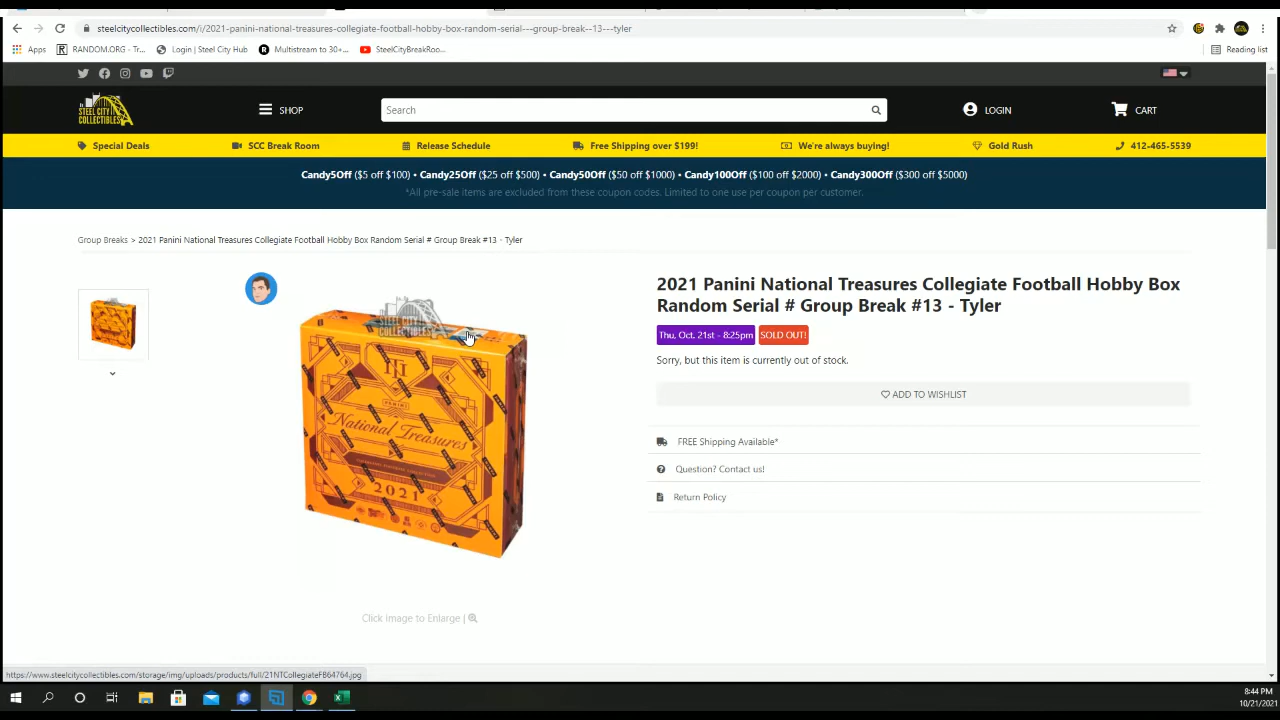 steelcitycollectibles.com/i/2021-panini-national-treasures-collegiate-football-hobby-box-random-serial---group-break--13---tyler
Apps
RANDOM.ORG - Tr...
Login | Steel City Hub
Multistream to 30+...
SteelCityBreakRoo...
Reading list
STEEL CITY
COLLECTIBLES
SHOP
Search
LOGIN
CART
Special Deals
SCC Break Room
Release Schedule
Free Shipping over $199!
We're always buying!
Gold Rush
412-465-5539
Candy5Off ($5 off $100) • Candy25Off ($25 off $500) • Candy50Off ($50 off $1000) • Candy100Off ($100 off $2000) • Candy300Off ($300 off $5000)
*All pre-sale items are excluded from these coupon codes. Limited to one use per coupon per customer.
Group Breaks > 2021 Panini National Treasures Collegiate Football Hobby Box Random Serial # Group Break #13 - Tyler
2021 Panini National Treasures Collegiate Football Hobby Box
Random Serial # Group Break #13 - Tyler
Thu, Oct. 21st - 8:25pm
SOLD OUT!
Sorry, but this item is currently out of stock.
ADD TO WISHLIST
FREE Shipping Available*
Question? Contact us!
Return Policy
STEEL CITY
COLLECTIBLES
PANINI
National Treasures
2021
Click Image to Enlarge |
https://www.steelcitycollectibles.com/storage/img/uploads/products/full/21NTCollegiateFB64764.jpg
8:44 PM
10/21/2021